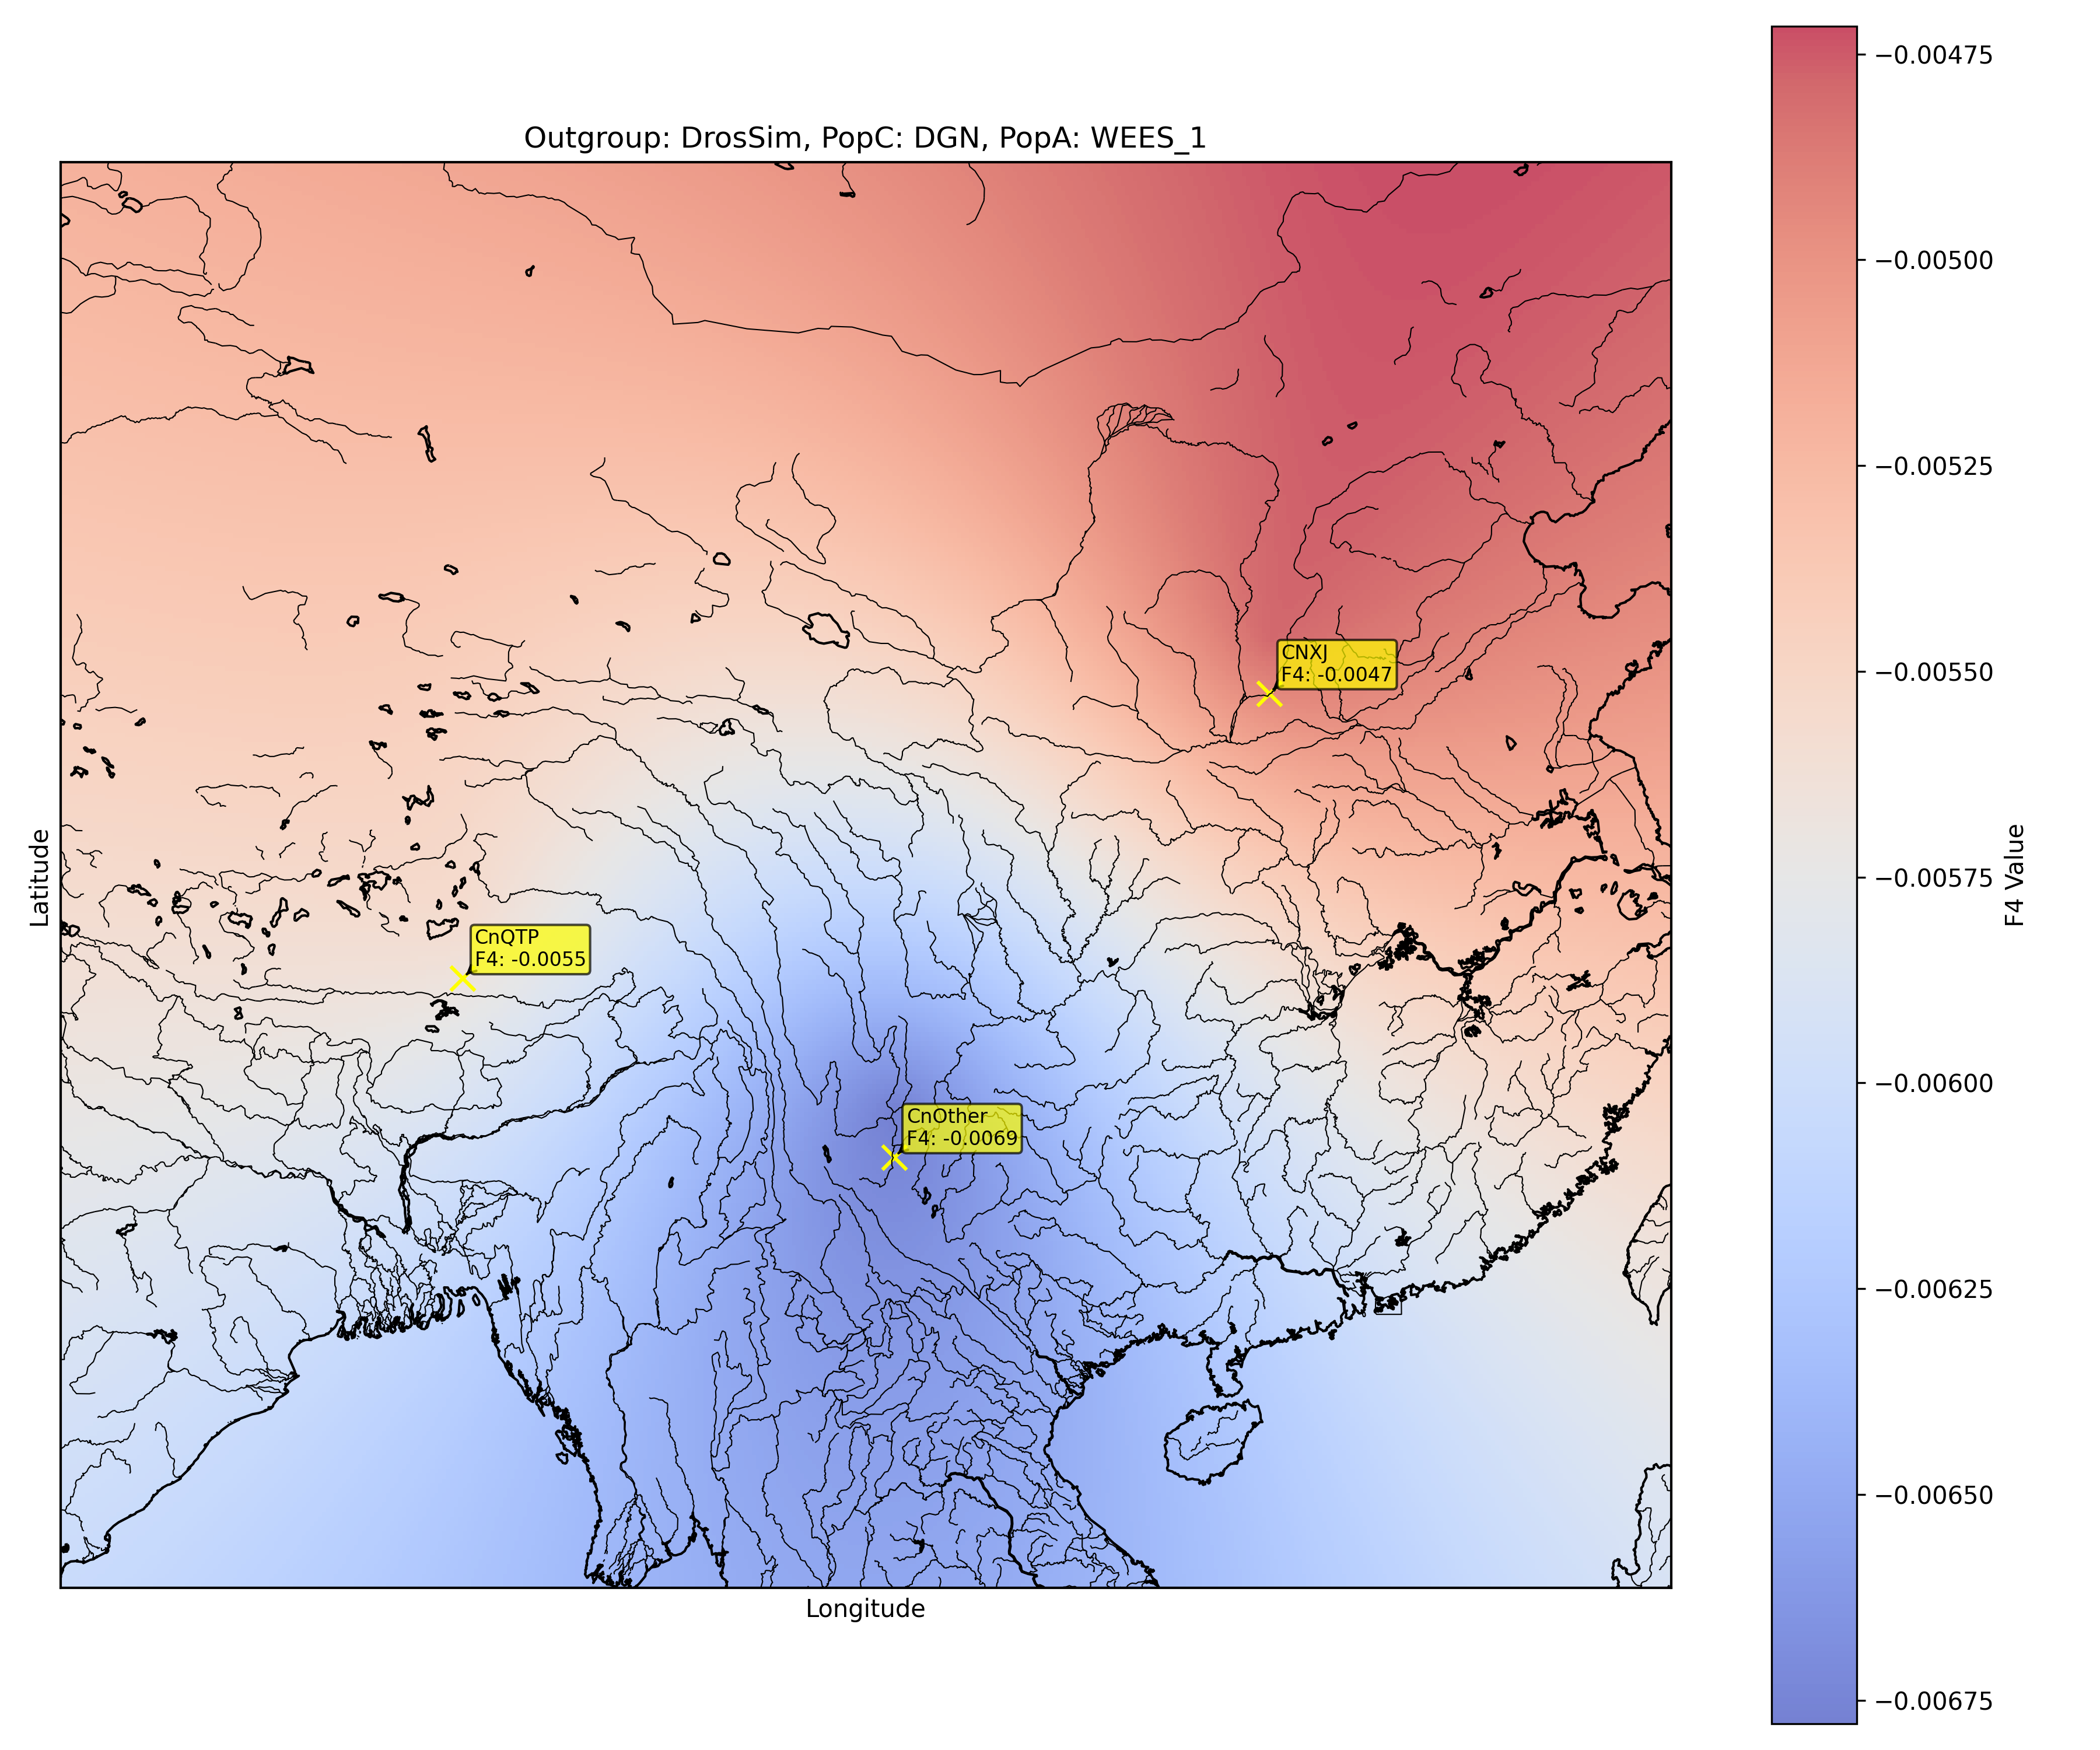 Outgroup: DrosSim, PopC: DGN, PopA: WEES_1
CNXJ
F4: -0.0047
CnQTP
F4: -0.0055
CnOther
F4: -0.0069
Latitude
Longitude
−0.00475
−0.00500
−0.00525
−0.00550
−0.00575
−0.00600
−0.00625
−0.00650
−0.00675
F4 Value